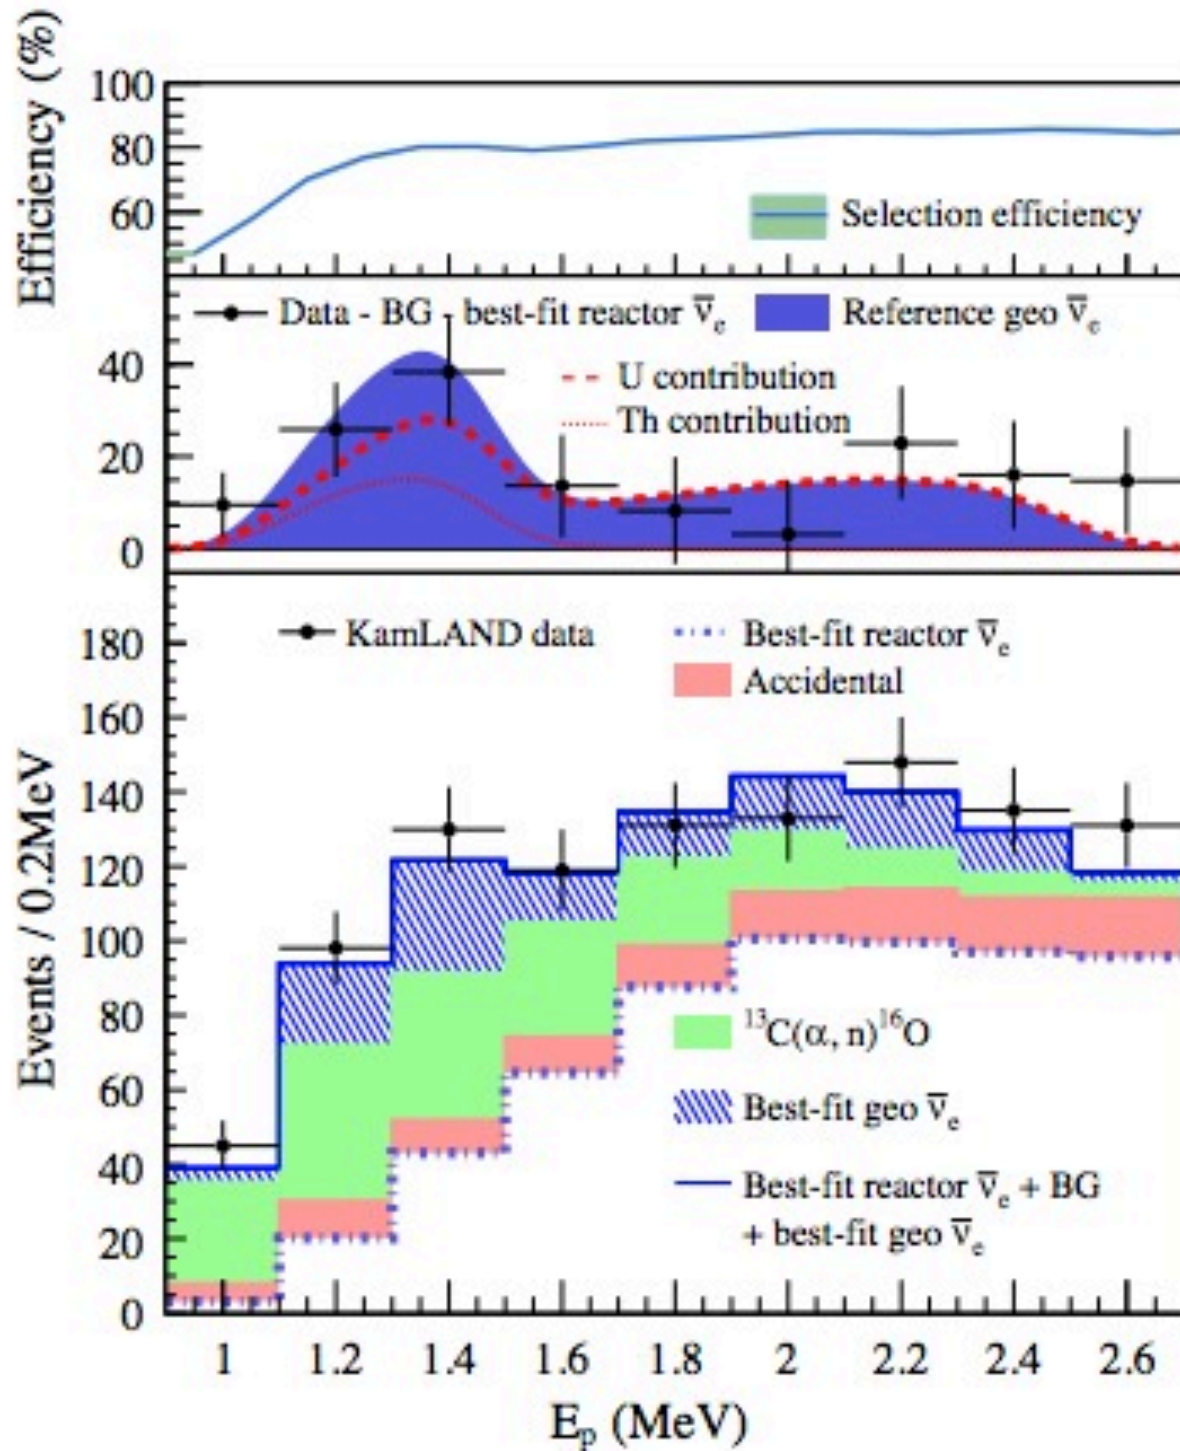 Efficiency (%)
100
80
60
Selection efficiency
Data - BG - best-fit reactor ν̅e
Reference geo ν̅e
40
20
0
U contribution
Th contribution
Events / 0.2MeV
180
160
140
120
100
80
60
40
20
0
KamLAND data
Best-fit reactor ν̅e
Accidental
¹³C(α, n)¹⁶O
Best-fit geo ν̅e
Best-fit reactor ν̅e + BG
+ best-fit geo ν̅e
1 1.2 1.4 1.6 1.8 2 2.2 2.4 2.6
Ep (MeV)